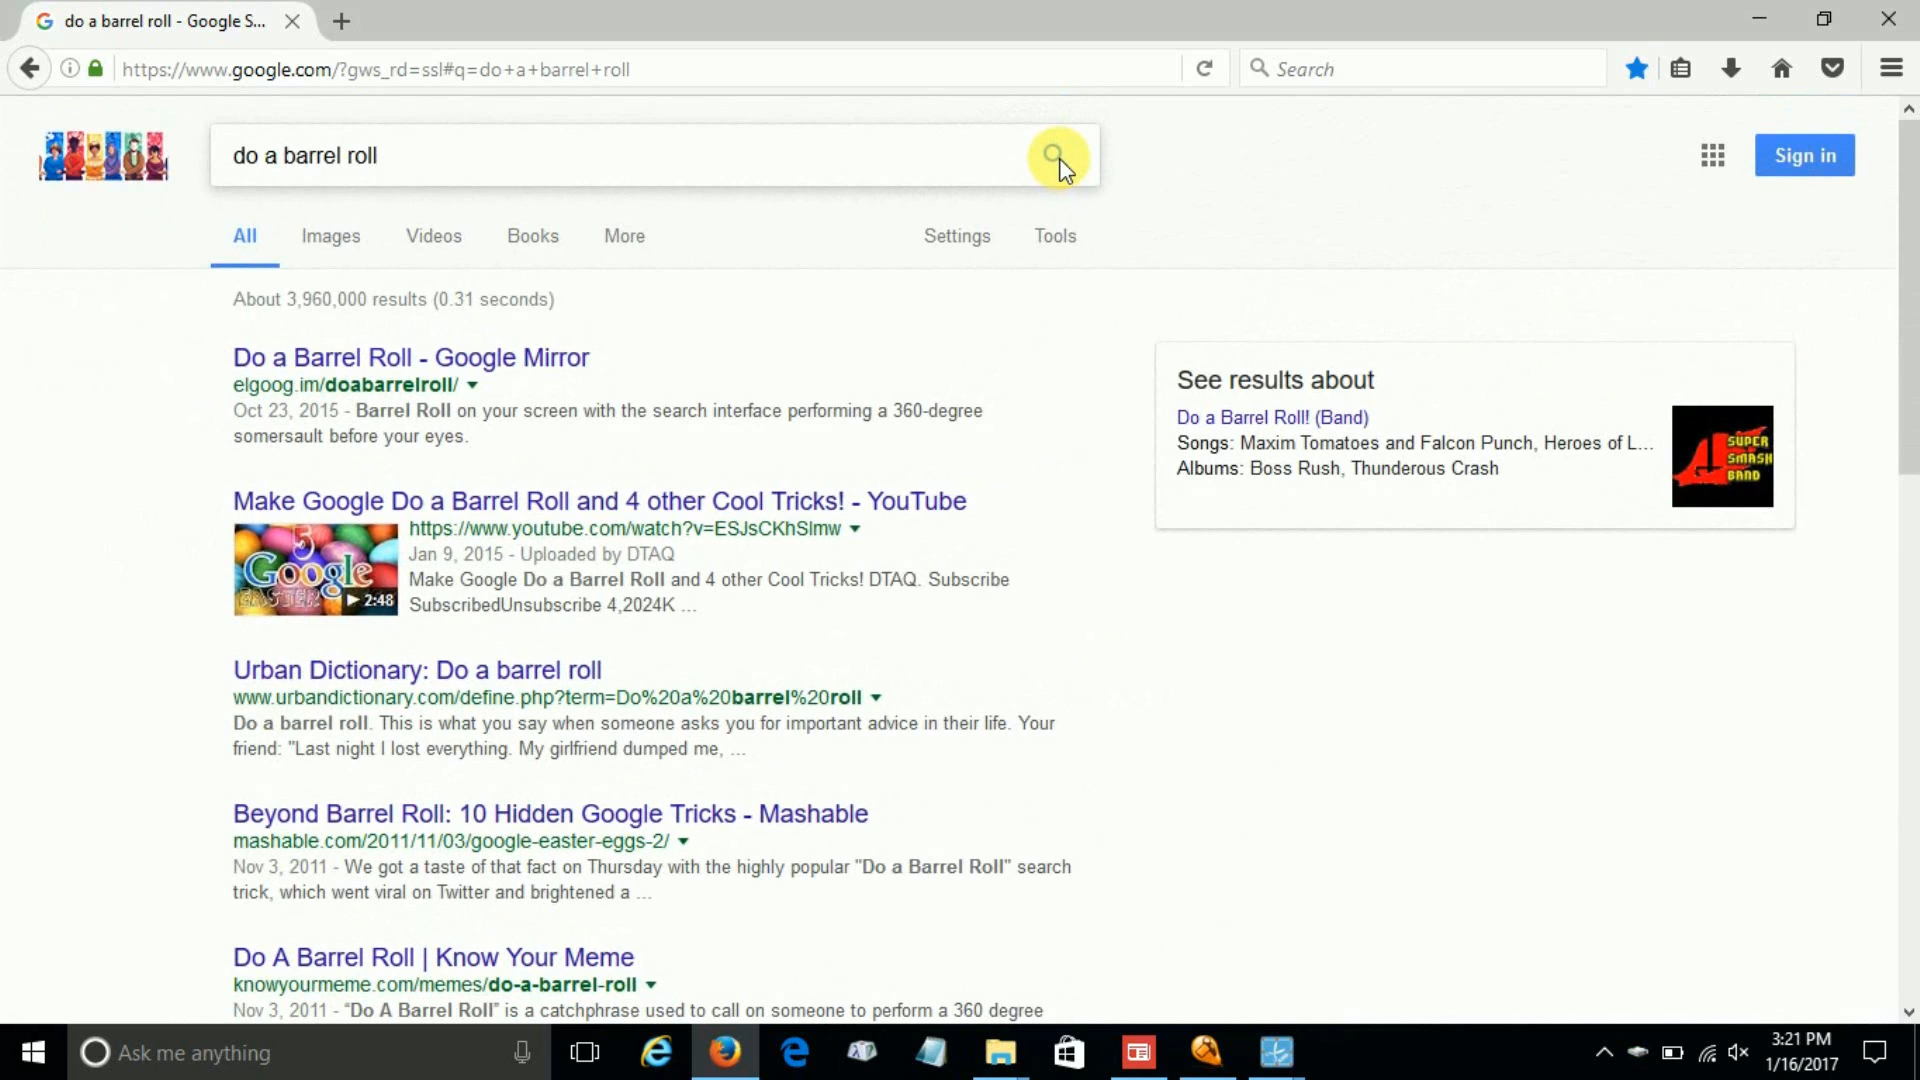 do a barrel roll - Google S...
https://www.google.com/?gws_rd=ssl#q=do+a+barrel+roll
Search
do a barrel roll
Sign in
All Images Videos Books More Settings Tools
About 3,960,000 results (0.31 seconds)
Do a Barrel Roll - Google Mirror
elgoog.im/doabarrelroll/
Oct 23, 2015 - Barrel Roll on your screen with the search interface performing a 360-degree
somersault before your eyes.
Make Google Do a Barrel Roll and 4 other Cool Tricks! - YouTube
5
Google
EASTER
2:48
https://www.youtube.com/watch?v=ESJsCKhSlmw
Jan 9, 2015 - Uploaded by DTAQ
Make Google Do a Barrel Roll and 4 other Cool Tricks! DTAQ. Subscribe
SubscribedUnsubscribe 4,2024K ...
Urban Dictionary: Do a barrel roll
www.urbandictionary.com/define.php?term=Do%20a%20barrel%20roll
Do a barrel roll. This is what you say when someone asks you for important advice in their life. Your
friend: "Last night I lost everything. My girlfriend dumped me, ...
Beyond Barrel Roll: 10 Hidden Google Tricks - Mashable
mashable.com/2011/11/03/google-easter-eggs-2/
Nov 3, 2011 - We got a taste of that fact on Thursday with the highly popular "Do a Barrel Roll" search
trick, which went viral on Twitter and brightened a ...
Do A Barrel Roll | Know Your Meme
knowyourmeme.com/memes/do-a-barrel-roll
Nov 3, 2011 - “Do A Barrel Roll” is a catchphrase used to call on someone to perform a 360 degree
See results about
Do a Barrel Roll! (Band)
Songs: Maxim Tomatoes and Falcon Punch, Heroes of L...
Albums: Boss Rush, Thunderous Crash
SUPER
SMASH
BAND
Ask me anything
3:21 PM
1/16/2017